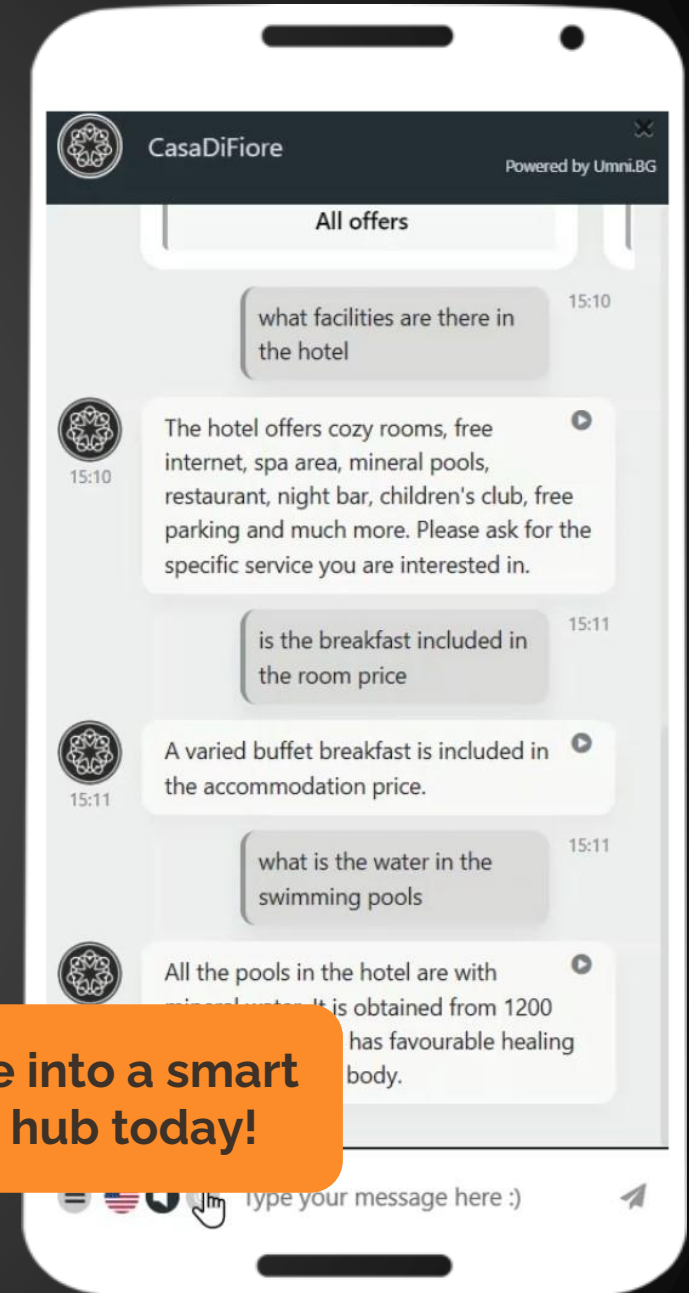 CasaDiFiore
Powered by Umni.BG
All offers
15:10
what facilities are there in
the hotel
The hotel offers cozy rooms, free
internet, spa area, mineral pools,
restaurant, night bar, children's club, free
parking and much more. Please ask for the
specific service you are interested in.
15:10
15:11
is the breakfast included in
the room price
A varied buffet breakfast is included in
the accommodation price.
15:11
15:11
what is the water in the
swimming pools
All the pools in the hotel are with
is obtained from 1200
has favourable healing
body.
e into a smart
hub today!
Type your message here :)